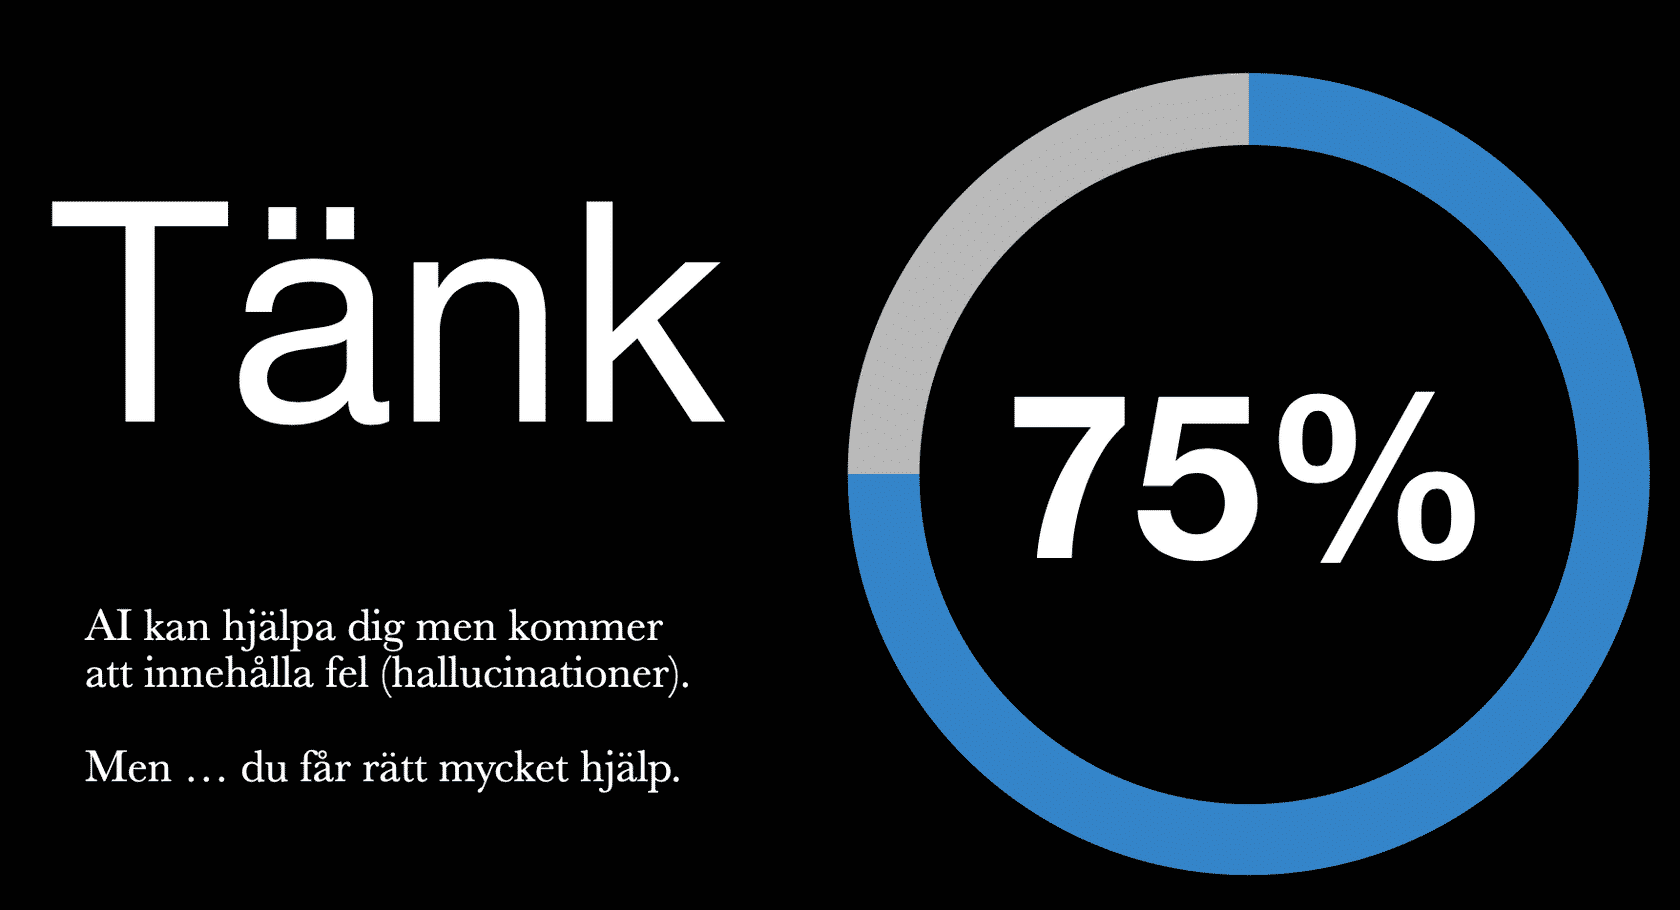 Tänk
AI kan hjälpa dig men kommer
att innehålla fel (hallucinationer).
Men … du får rätt mycket hjälp.
75%